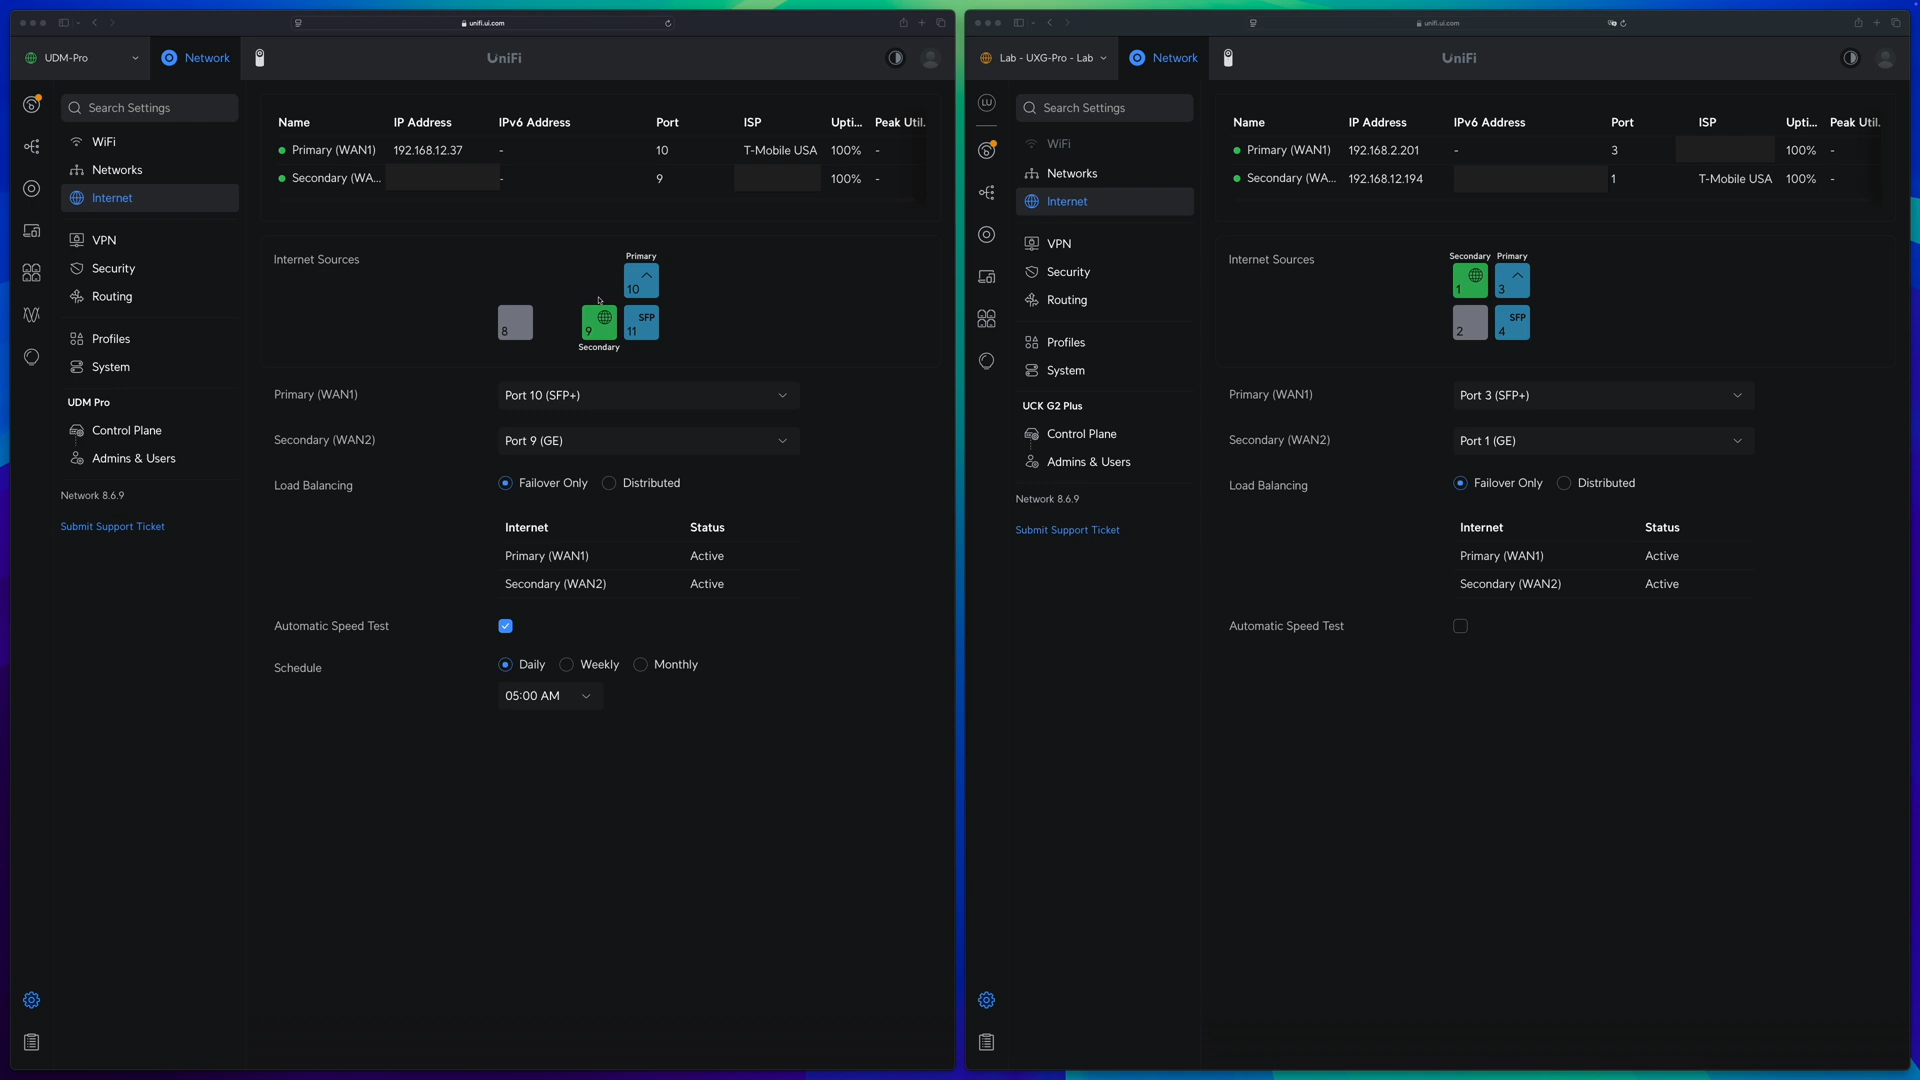 unifi.ui.com
UDM-Pro
Network
UniFi
Search Settings
WiFi
Networks
Internet
VPN
Security
Routing
Profiles
System
UDM Pro
Control Plane
Admins & Users
Network 8.6.9
Submit Support Ticket
Name IP Address IPv6 Address Port ISP Upti... Peak Util.
Primary (WAN1) 192.168.12.37 - 10 T-Mobile USA 100% -
Secondary (WA... - 9 100% -
Internet Sources
Primary
10
8
9
SFP
11
Secondary
Primary (WAN1) Port 10 (SFP+)
Secondary (WAN2) Port 9 (GE)
Load Balancing Failover Only Distributed
Internet Status
Primary (WAN1) Active
Secondary (WAN2) Active
Automatic Speed Test
Schedule Daily Weekly Monthly
05:00 AM
unifi.ui.com
Lab - UXG-Pro - Lab
Network
UniFi
LU
Search Settings
WiFi
Networks
Internet
VPN
Security
Routing
Profiles
System
UCK G2 Plus
Control Plane
Admins & Users
Network 8.6.9
Submit Support Ticket
Name IP Address IPv6 Address Port ISP Upti... Peak Util.
Primary (WAN1) 192.168.2.201 - 3 100% -
Secondary (WA... 192.168.12.194 1 T-Mobile USA 100% -
Internet Sources
Secondary Primary
1 3
SFP
2 4
Primary (WAN1) Port 3 (SFP+)
Secondary (WAN2) Port 1 (GE)
Load Balancing Failover Only Distributed
Internet Status
Primary (WAN1) Active
Secondary (WAN2) Active
Automatic Speed Test